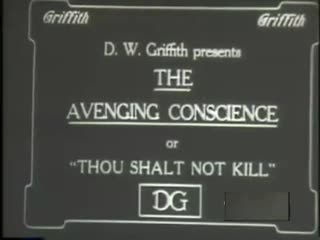 Griffith Griffith
D. W. Griffith presents
THE
AVENGING CONSCIENCE
or
"THOU SHALT NOT KILL"
DG